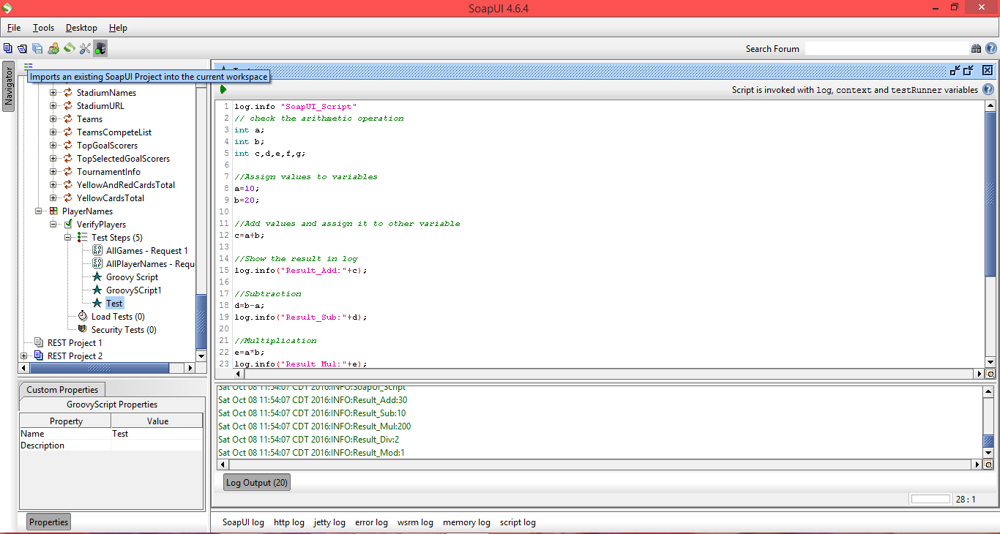 SoapUI 4.6.4
File Tools Desktop Help
Search Forum
Navigator
Imports an existing SoapUI Project into the current workspace
Script is invoked with log, context and testRunner variables
StadiumNames
StadiumURL
Teams
TeamsCompeteList
TopGoalScorers
TopSelectedGoalScorers
TournamentInfo
YellowAndRedCardsTotal
YellowCardsTotal
PlayerNames
VerifyPlayers
Test Steps (5)
AllGames - Request 1
AllPlayerNames - Requ
Groovy Script
GroovySCript1
Test
Load Tests (0)
Security Tests (0)
REST Project 1
REST Project 2
1 log.info "SoapUI_Script"
2 // check the arithmetic operation
3 int a;
4 int b;
5 int c,d,e,f,g;
6
7 //Assign values to variables
8 a=10;
9 b=20;
10
11 //Add values and assign it to other variable
12 c=a+b;
13
14 //Show the result in log
15 log.info("Result_Add:"+c);
16
17 //Subtraction
18 d=b-a;
19 log.info("Result_Sub:"+d);
20
21 //Multiplication
22 e=a*b;
23 log.info("Result_Mul:"+e);
Custom Properties
GroovyScript Properties
Property Value
Name Test
Description
Properties
Sat Oct 08 11:54:07 CDT 2016:INFO:SoapUI_Script
Sat Oct 08 11:54:07 CDT 2016:INFO:Result_Add:30
Sat Oct 08 11:54:07 CDT 2016:INFO:Result_Sub:10
Sat Oct 08 11:54:07 CDT 2016:INFO:Result_Mul:200
Sat Oct 08 11:54:07 CDT 2016:INFO:Result_Div:2
Sat Oct 08 11:54:07 CDT 2016:INFO:Result_Mod:1
Log Output (20)
28 : 1
SoapUI log http log jetty log error log wsrm log memory log script log